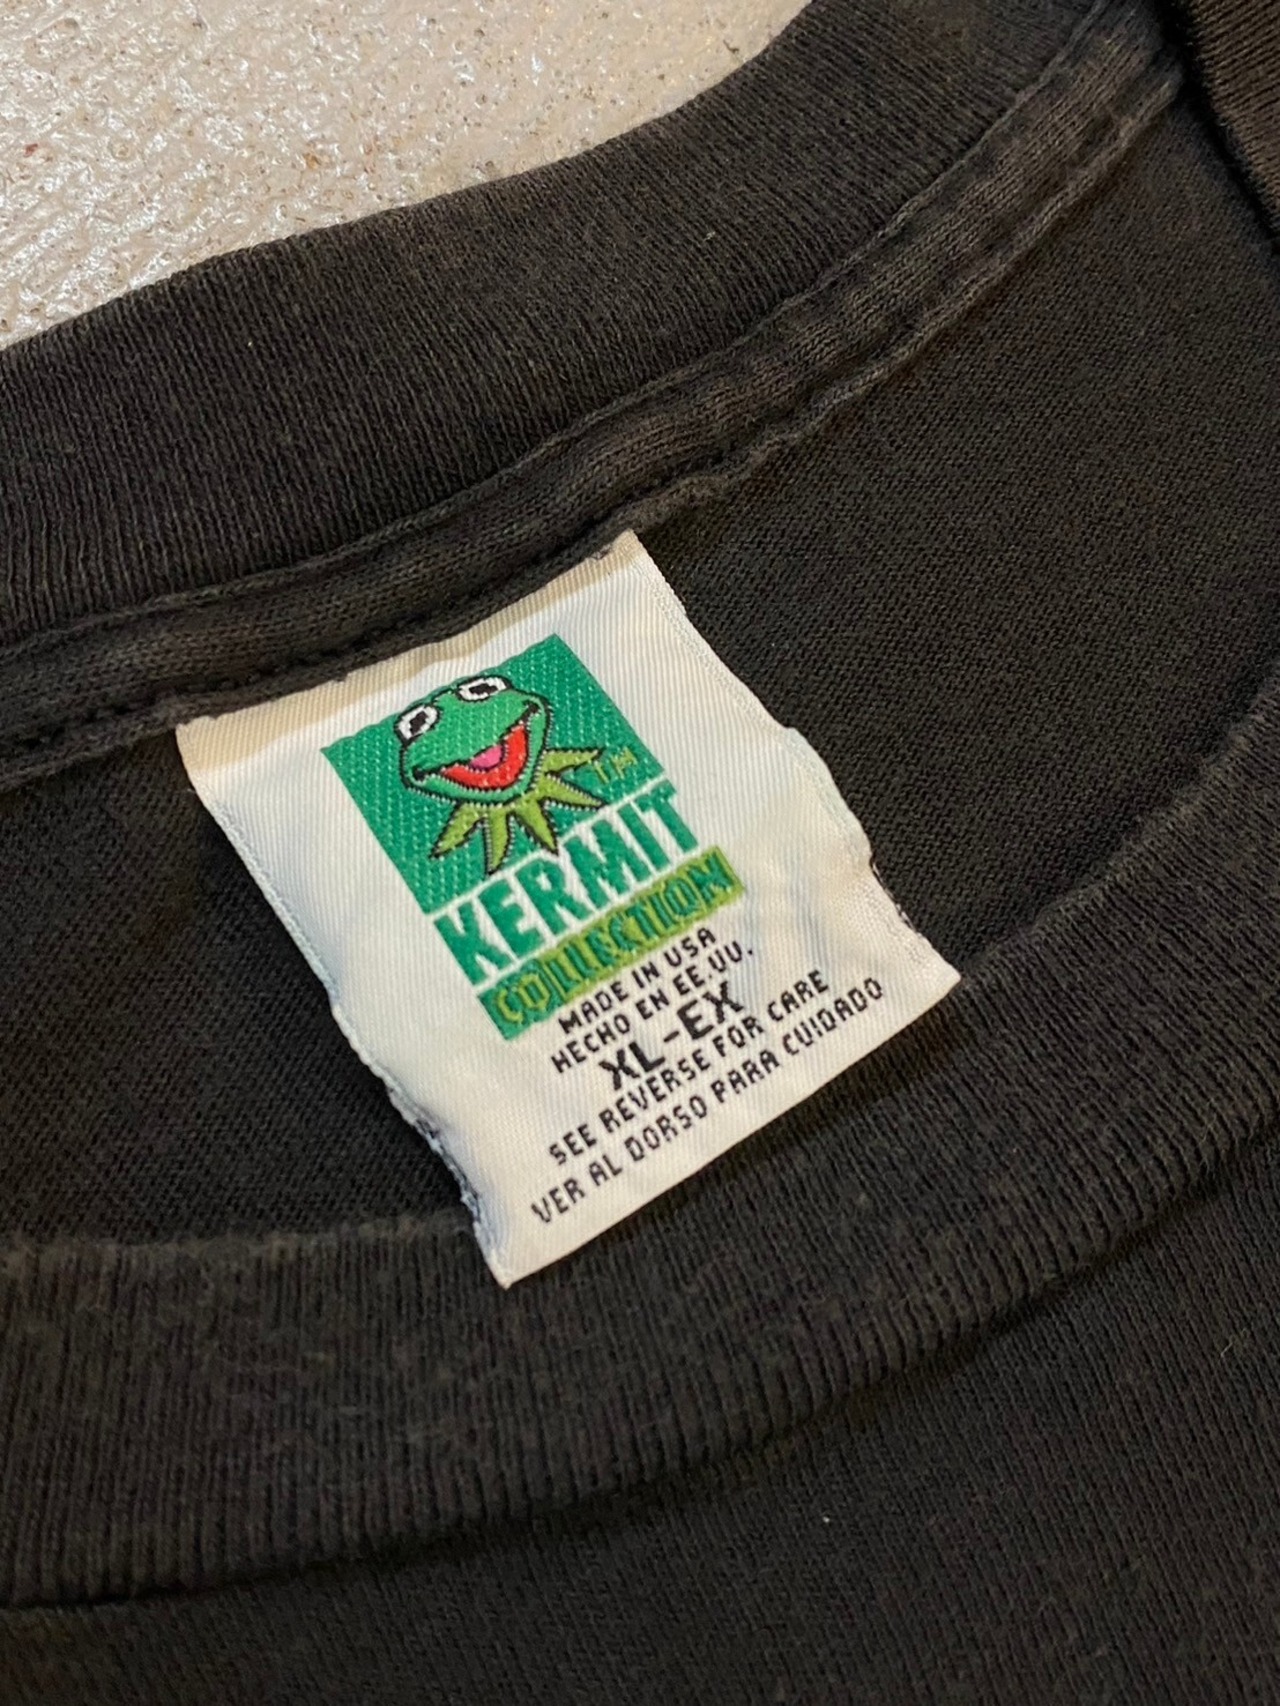 TM
KERMIT
COLLECTION
MADE IN USA
HECHO EN EE.UU.
XL-EX
SEE REVERSE FOR CARE
VER AL DORSO PARA CUIDADO